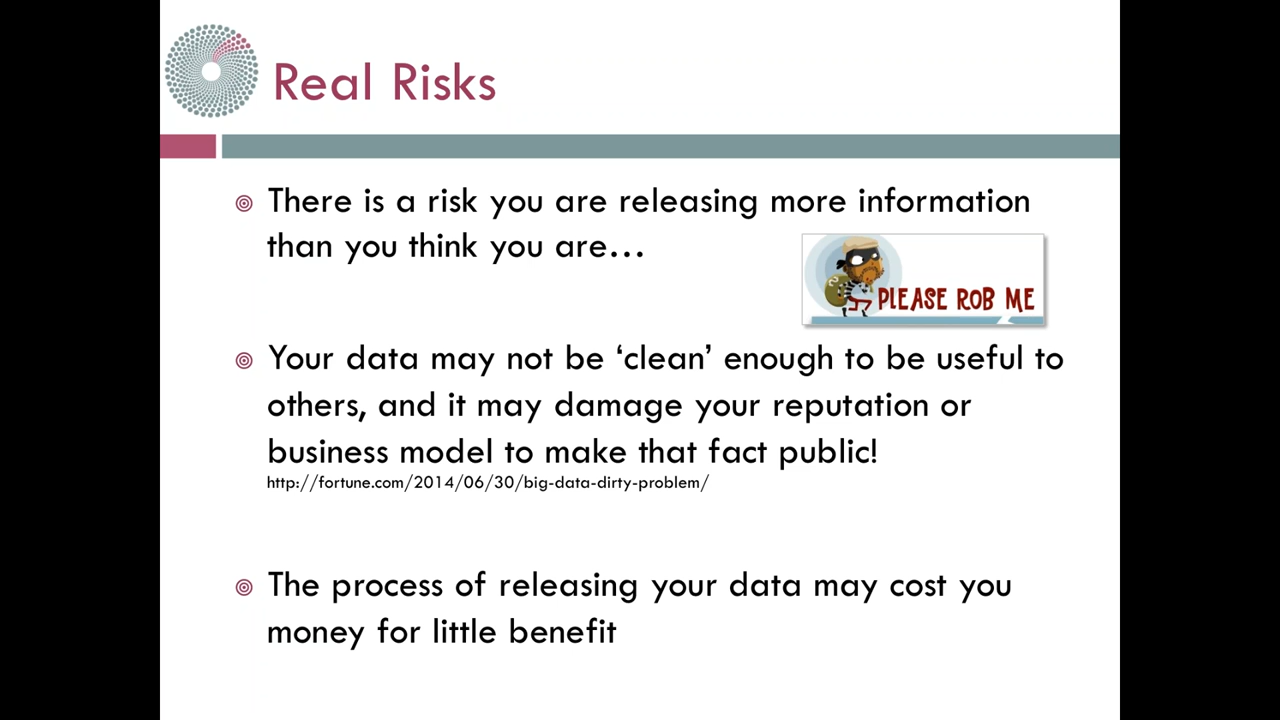 Real Risks
There is a risk you are releasing more information
than you think you are…
PLEASE ROB ME
Your data may not be ‘clean’ enough to be useful to
others, and it may damage your reputation or
business model to make that fact public!
http://fortune.com/2014/06/30/big-data-dirty-problem/
The process of releasing your data may cost you
money for little benefit